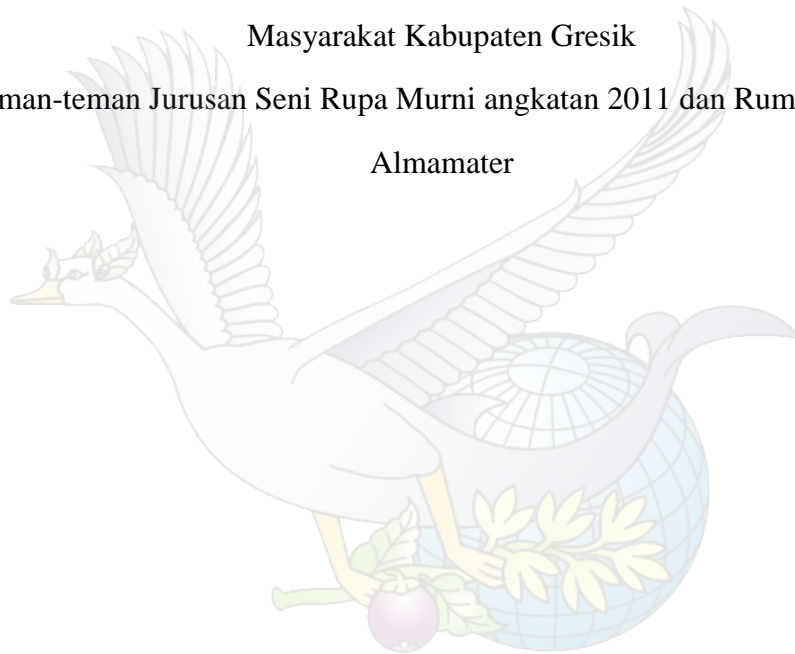 Masyarakat Kabupaten Gresik
man-teman Jurusan Seni Rupa Murni angkatan 2011 dan Rum
Almamater